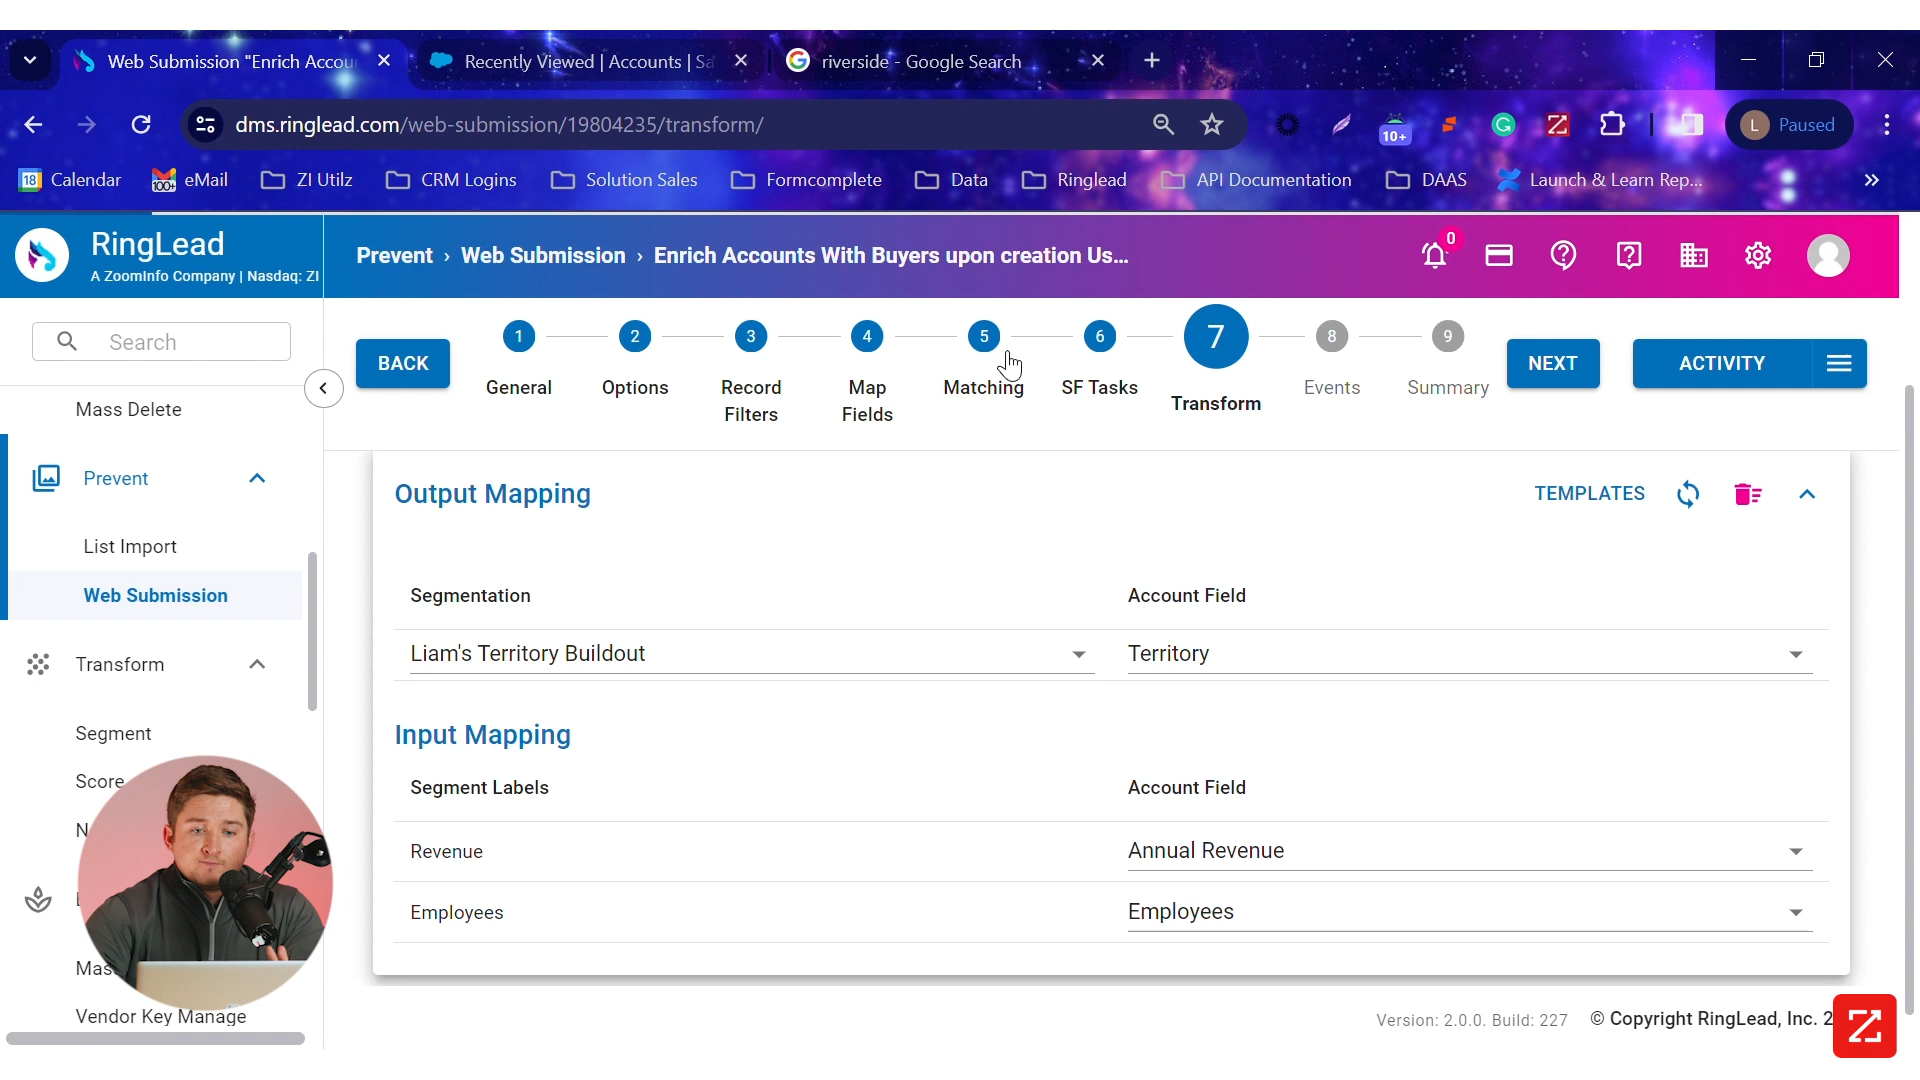 Web Submission "Enrich Accou
Recently Viewed | Accounts | Sa
riverside - Google Search
dms.ringlead.com/web-submission/19804235/transform/
10+
L
Paused
18
Calendar
100+
eMail
ZI Utilz
CRM Logins
Solution Sales
Formcomplete
Data
Ringlead
API Documentation
DAAS
Launch & Learn Rep...
RingLead
A ZoomInfo Company | Nasdaq: ZI
Prevent › Web Submission › Enrich Accounts With Buyers upon creation Us...
0
Search
BACK
1
General
2
Options
3
Record
Filters
4
Map
Fields
5
Matching
6
SF Tasks
7
Transform
8
Events
9
Summary
NEXT
ACTIVITY
Mass Delete
Prevent
List Import
Web Submission
Transform
Segment
Score
N
Mas
Vendor Key Manage
Output Mapping
TEMPLATES
Segmentation
Account Field
Liam's Territory Buildout
Territory
Input Mapping
Segment Labels
Account Field
Revenue
Annual Revenue
Employees
Employees
Version: 2.0.0. Build: 227
© Copyright RingLead, Inc. 2